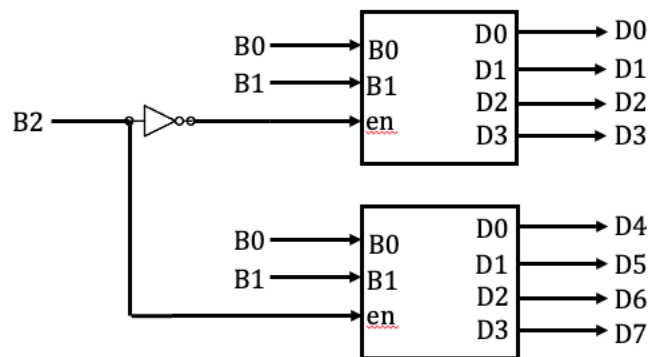 B0 B0 D0 D0
B1 B1 D1 D1
B2 en D2 D2
D3 D3
B0 B0 D0 D4
B1 B1 D1 D5
en D2 D6
D3 D7